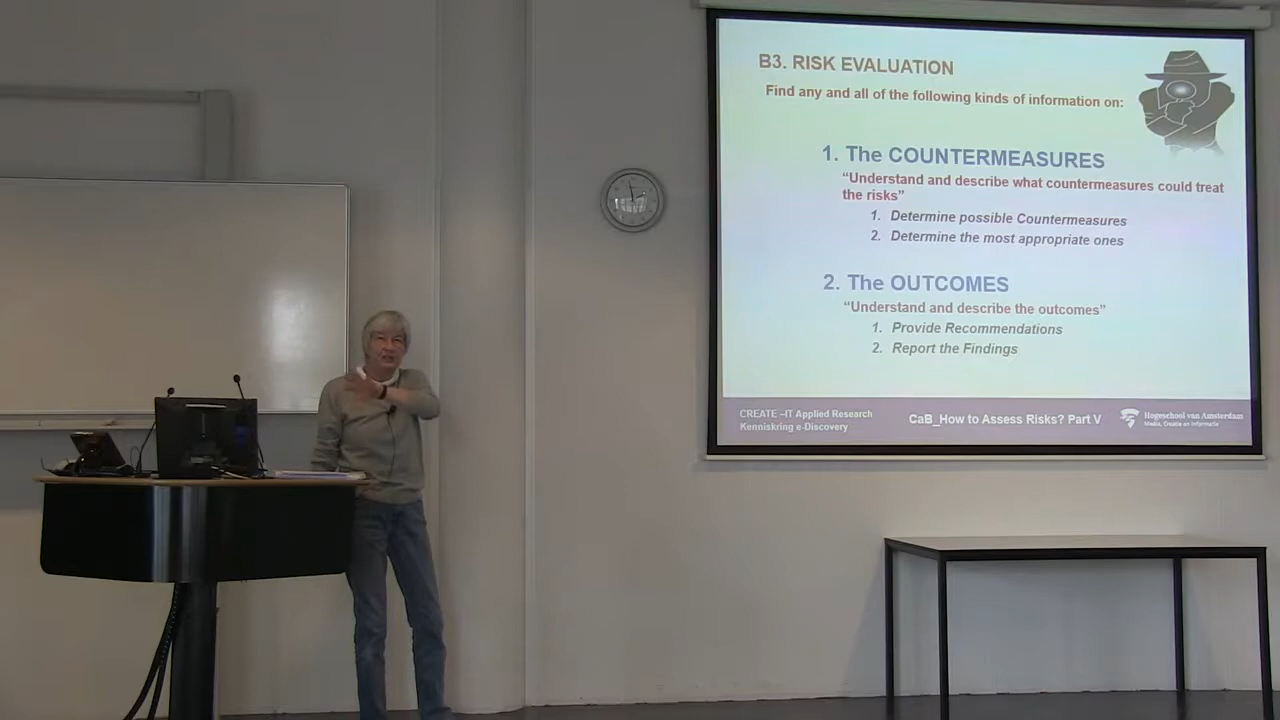 B3. RISK EVALUATION
Find any and all of the following kinds of information on:
1. The COUNTERMEASURES
“Understand and describe what countermeasures could treat
the risks”
1. Determine possible Countermeasures
2. Determine the most appropriate ones
2. The OUTCOMES
“Understand and describe the outcomes”
1. Provide Recommendations
2. Report the Findings
CREATE –IT Applied Research
Kenniskring e-Discovery
CaB_How to Assess Risks? Part V
Hogeschool van Amsterdam
Media, Creatie en Informatie